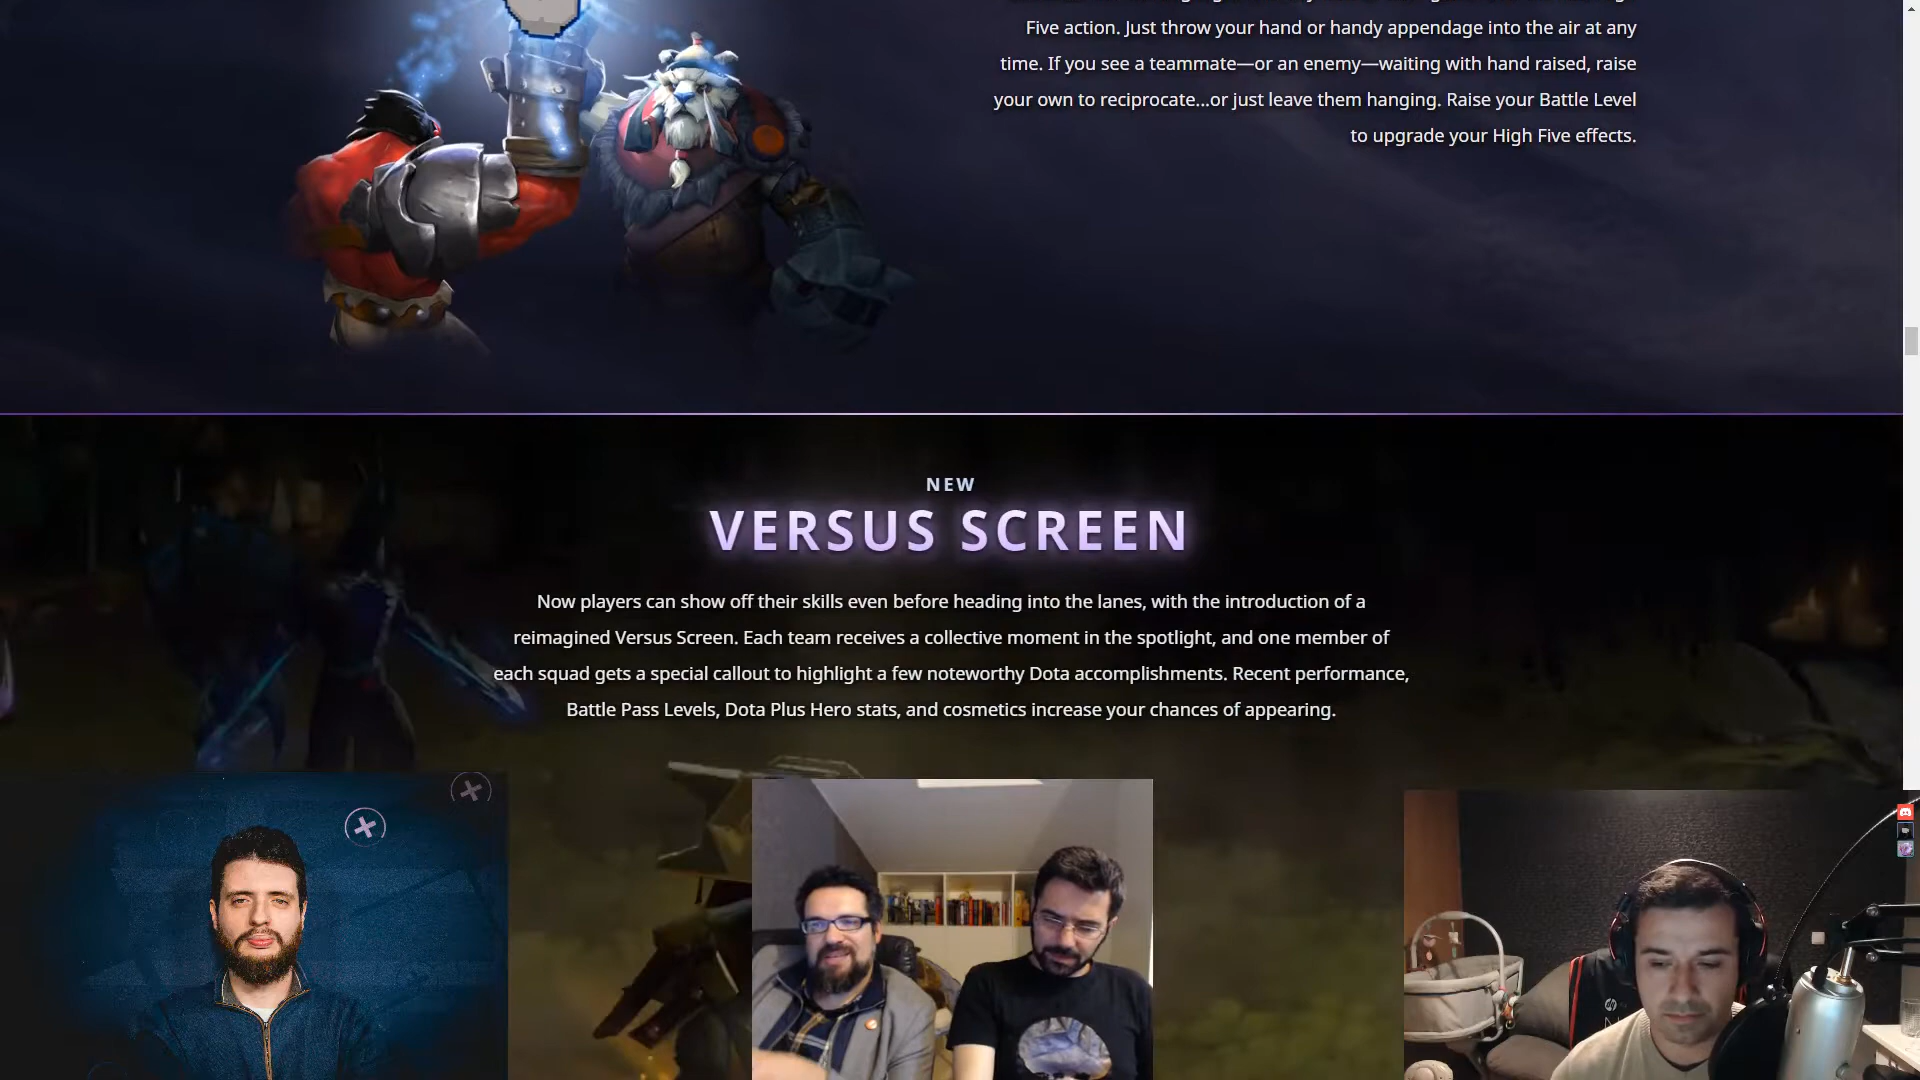 Five action. Just throw your hand or handy appendage into the air at any
time. If you see a teammate—or an enemy—waiting with hand raised, raise
your own to reciprocate...or just leave them hanging. Raise your Battle Level
to upgrade your High Five effects.
NEW
VERSUS SCREEN
Now players can show off their skills even before heading into the lanes, with the introduction of a
reimagined Versus Screen. Each team receives a collective moment in the spotlight, and one member of
each squad gets a special callout to highlight a few noteworthy Dota accomplishments. Recent performance,
Battle Pass Levels, Dota Plus Hero stats, and cosmetics increase your chances of appearing.